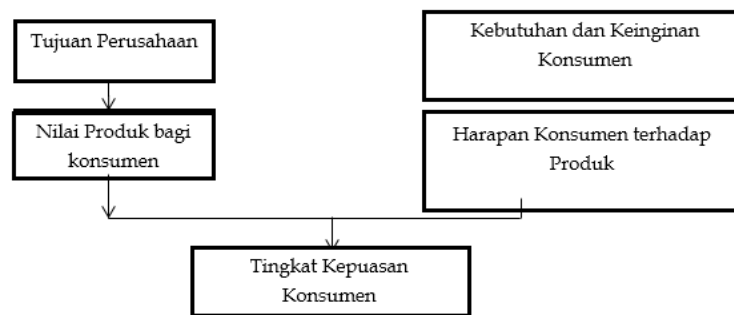 Tujuan Perusahaan
Kebutuhan dan Keinginan
Konsumen
Nilai Produk bagi
konsumen
Harapan Konsumen terhadap
Produk
Tingkat Kepuasan
Konsumen